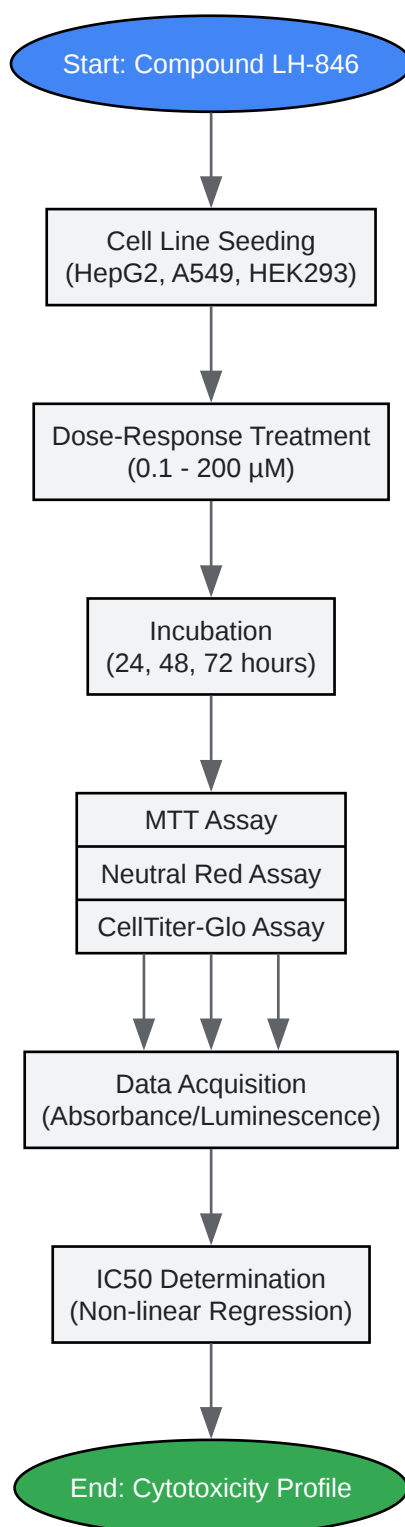 Start: Compound LH-846
Cell Line Seeding
(HepG2, A549, HEK293)
Dose-Response Treatment
(0.1 - 200 µM)
Incubation
(24, 48, 72 hours)
MTT Assay
Neutral Red Assay
CellTiter-Glo Assay
Data Acquisition
(Absorbance/Luminescence)
IC50 Determination
(Non-linear Regression)
End: Cytotoxicity Profile